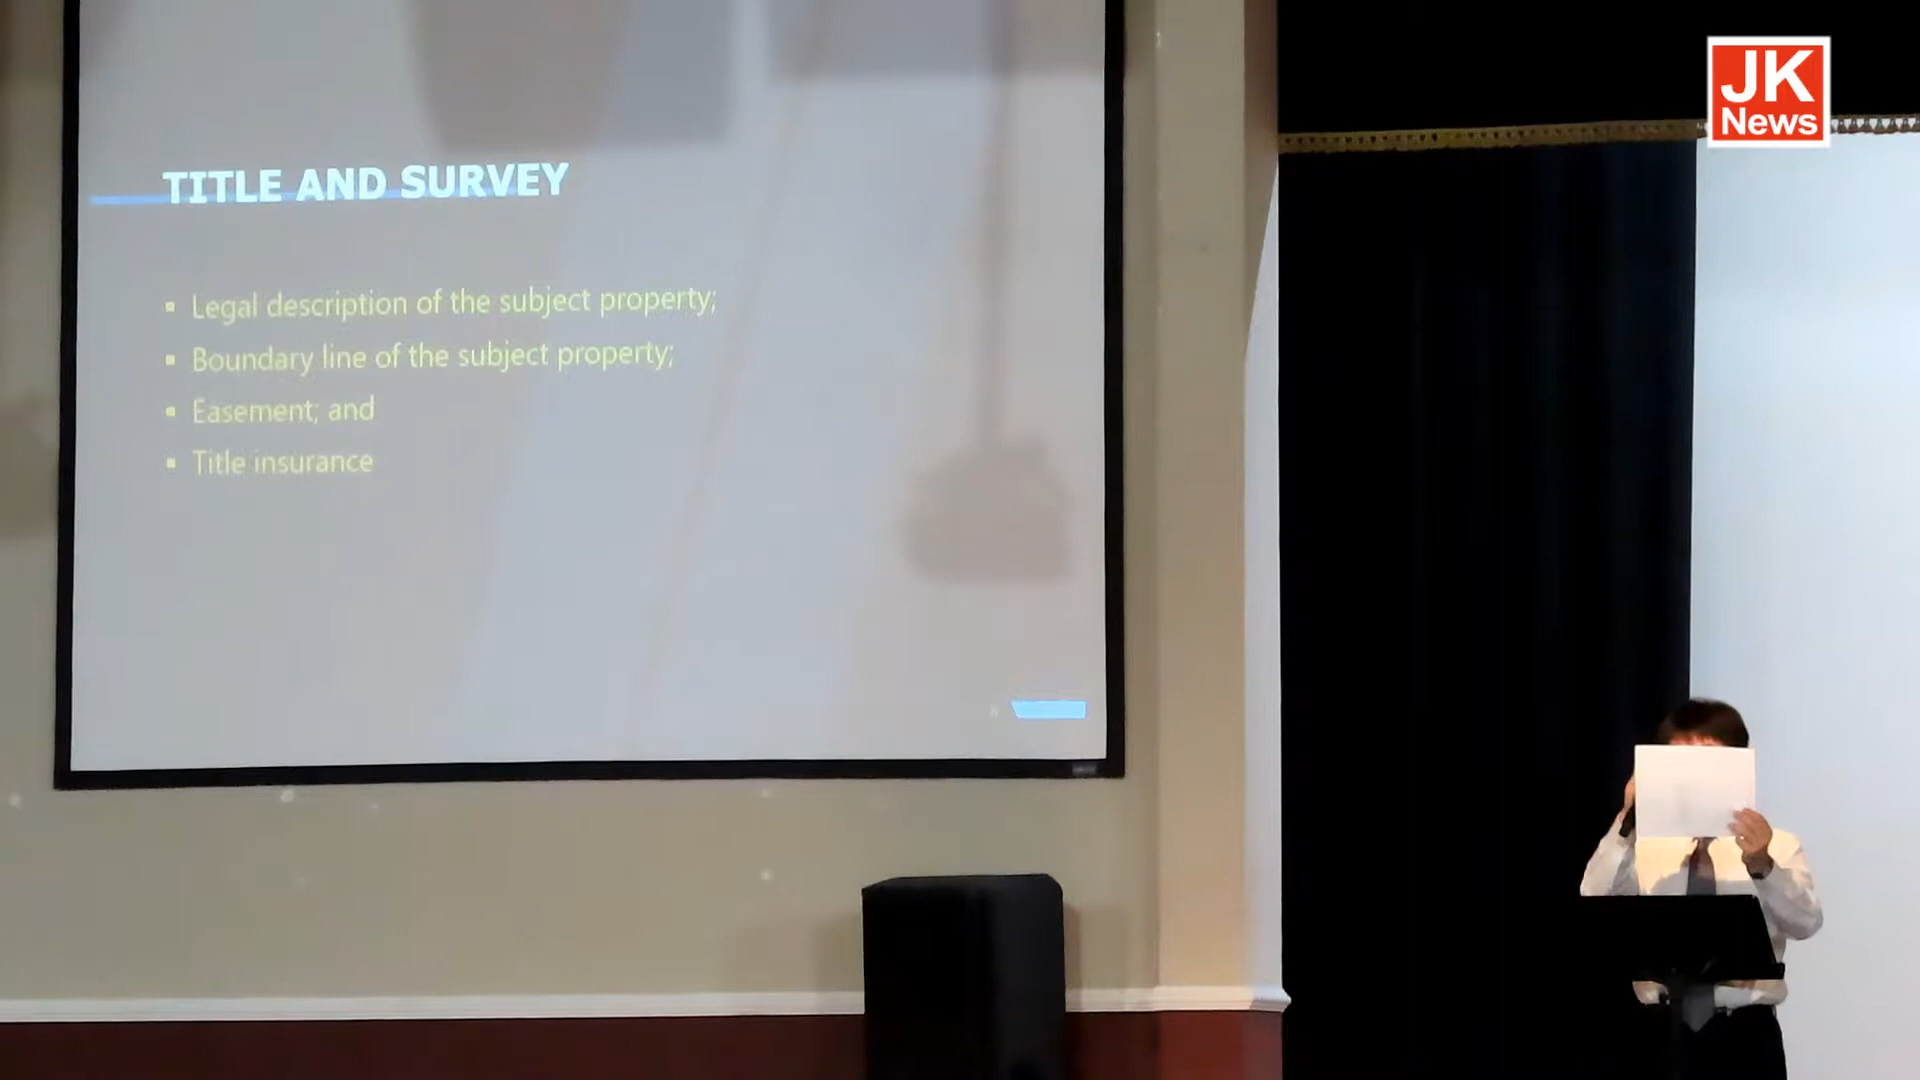 TITLE AND SURVEY
▪ Legal description of the subject property;
▪ Boundary line of the subject property;
▪ Easement; and
▪ Title insurance
JK
News